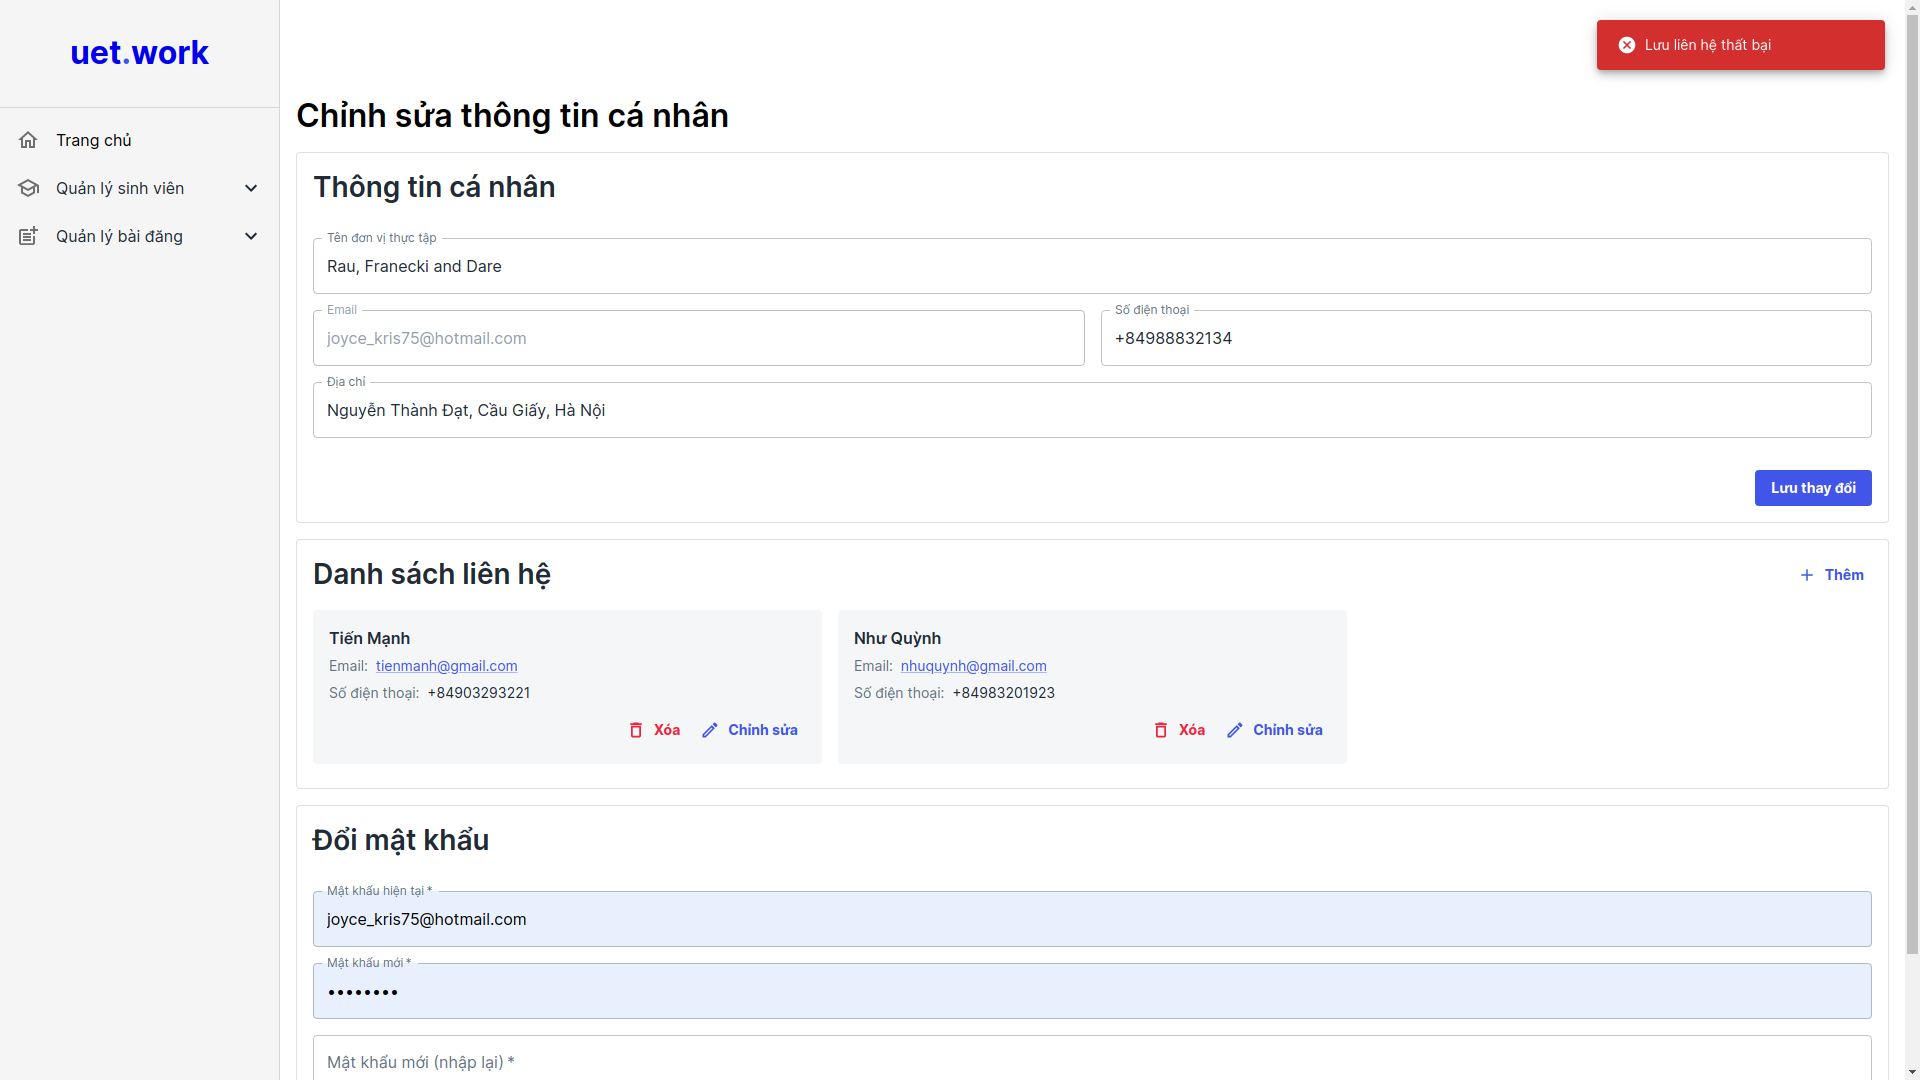 uet.work
Lưu liên hệ thất bại
Trang chủ
Quản lý sinh viên
Quản lý bài đăng
Chỉnh sửa thông tin cá nhân
Thông tin cá nhân
Tên đơn vị thực tập
Rau, Franecki and Dare
Email
joyce_kris75@hotmail.com
Số điện thoại
+84988832134
Địa chỉ
Nguyễn Thành Đạt, Cầu Giấy, Hà Nội
Lưu thay đổi
Danh sách liên hệ
Thêm
Tiến Mạnh
Email: tienmanh@gmail.com
Số điện thoại: +84903293221
Xóa Chỉnh sửa
Như Quỳnh
Email: nhuquynh@gmail.com
Số điện thoại: +84983201923
Xóa Chỉnh sửa
Đổi mật khẩu
Mật khẩu hiện tại *
joyce_kris75@hotmail.com
Mật khẩu mới *
••••••••
Mật khẩu mới (nhập lại) *